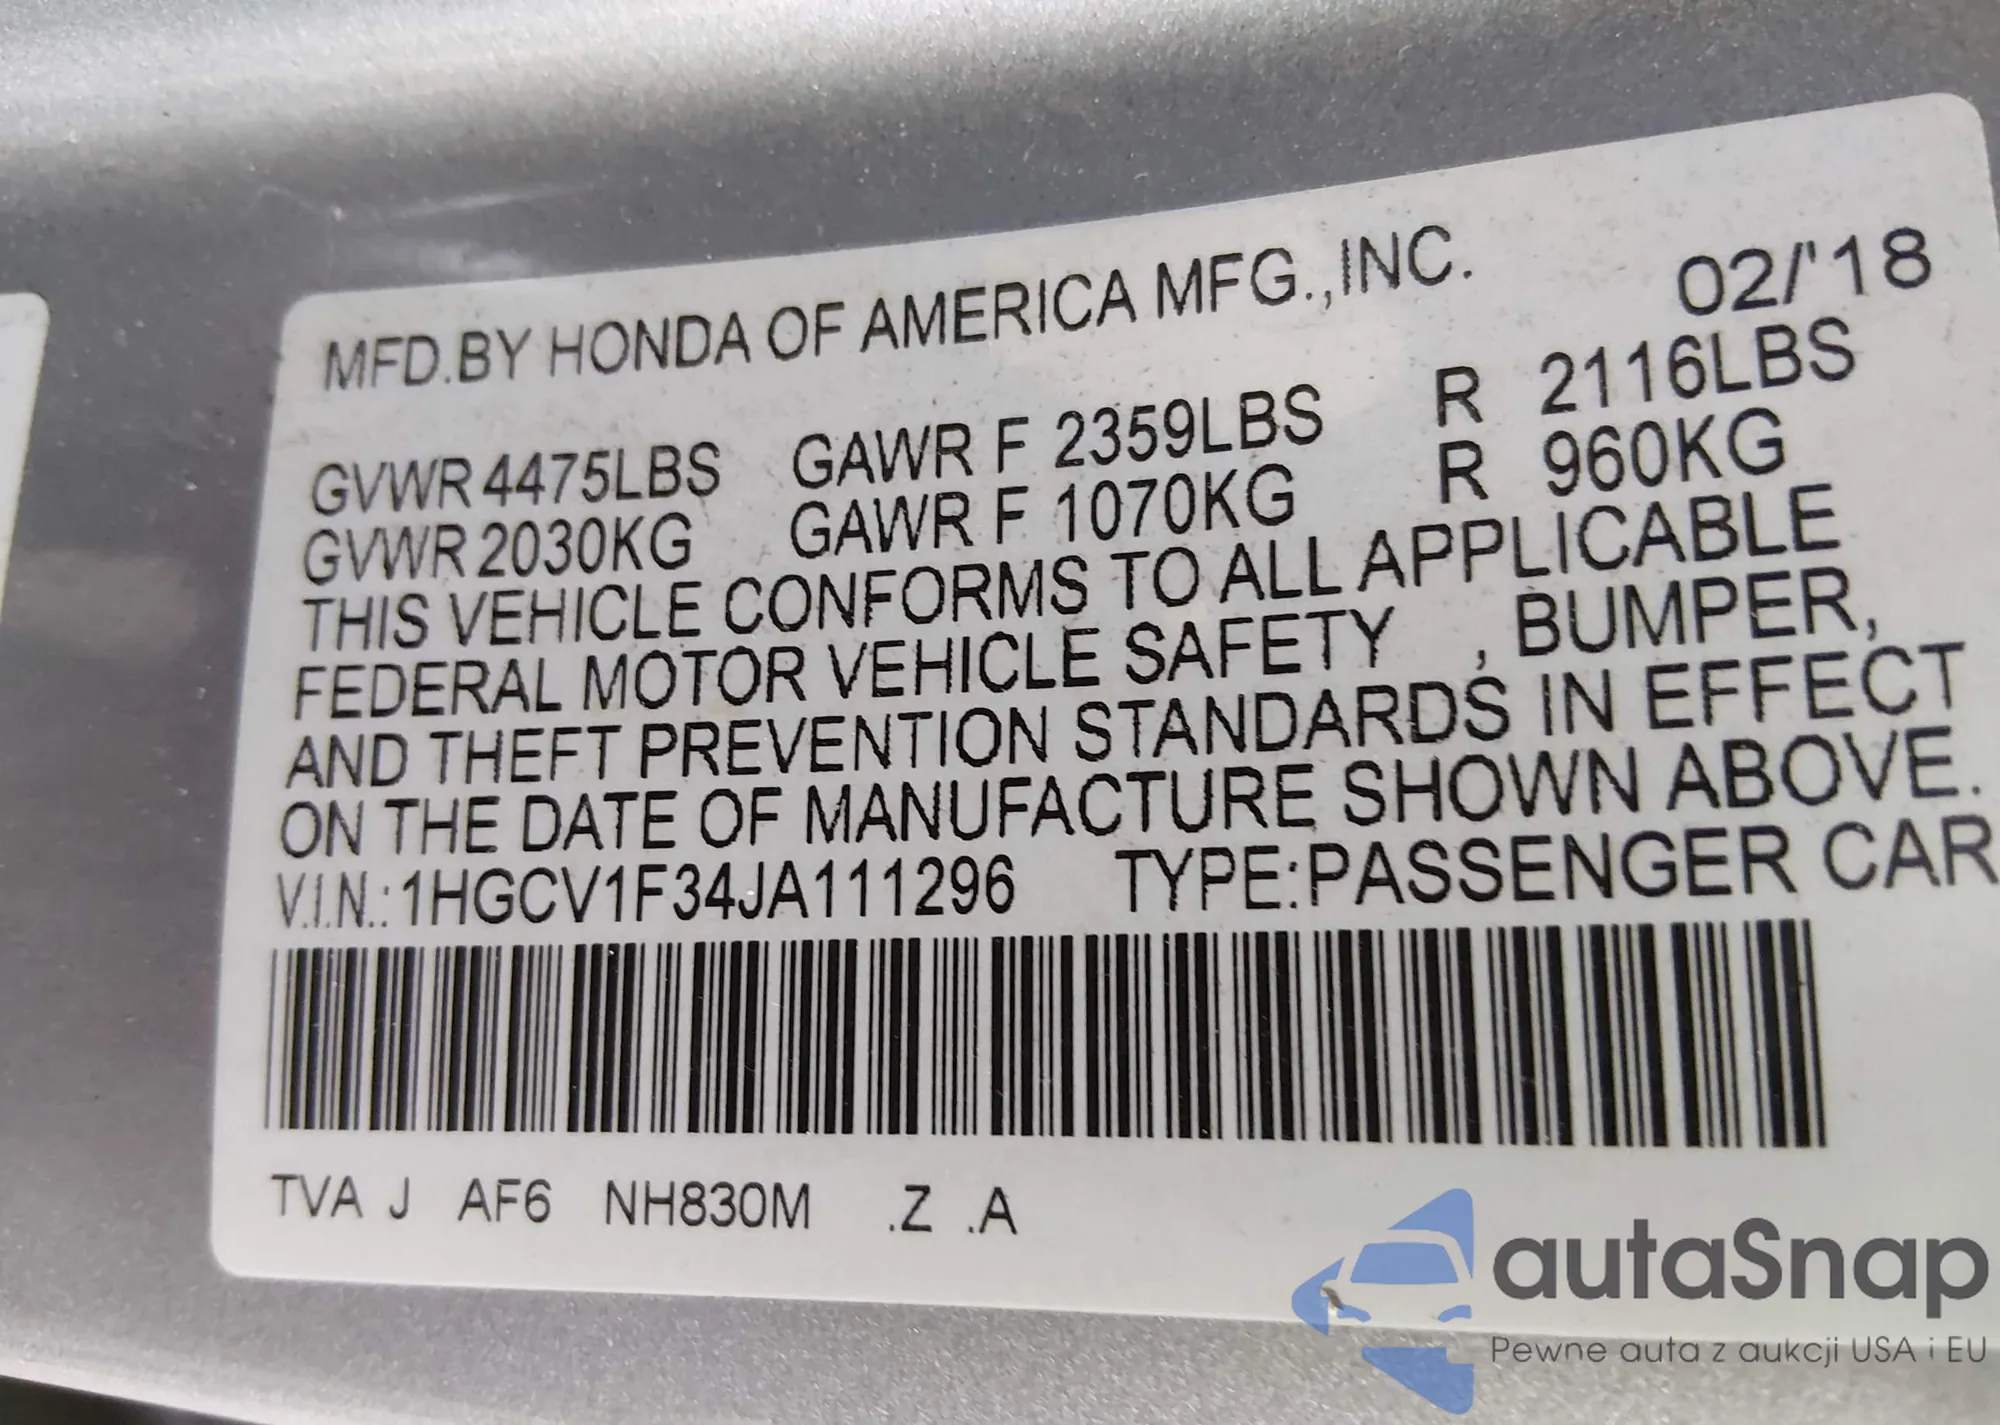 MFD.BY HONDA OF AMERICA MFG.,INC. 02/'18
GVWR 4475LBS GAWR F 2359LBS R 2116LBS
GVWR 2030KG GAWR F 1070KG R 960KG
THIS VEHICLE CONFORMS TO ALL APPLICABLE
FEDERAL MOTOR VEHICLE SAFETY , BUMPER,
AND THEFT PREVENTION STANDARDS IN EFFECT
ON THE DATE OF MANUFACTURE SHOWN ABOVE.
V.I.N.:1HGCV1F34JA111296 TYPE:PASSENGER CAR
TVA J AF6 NH830M .Z .A
autaSnap
Pewne auta z aukcji USA i EU